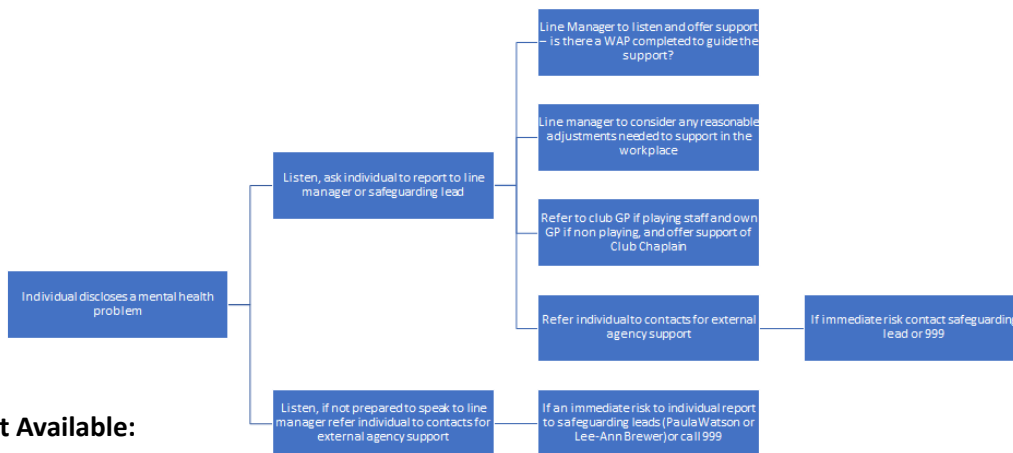 Line Manager to listen and offer support
– is there a WAP completed to guide the
support?
Line manager to consider any reasonable
adjustments needed to support in the
workplace
Listen, ask individual to report to line
manager or safeguarding lead
Refer to club GP if playing staff and own
GP if non playing, and offer support of
Club Chaplain
Individual discloses a mental health
problem
Refer individual to contacts for external
agency support
If immediate risk contact safeguarding
lead or 999
Listen, if not prepared to speak to line
manager refer individual to contacts for
external agency support
If an immediate risk to individual report
to safeguarding leads (Paula Watson or
Lee-Ann Brewer) or call 999
t Available: